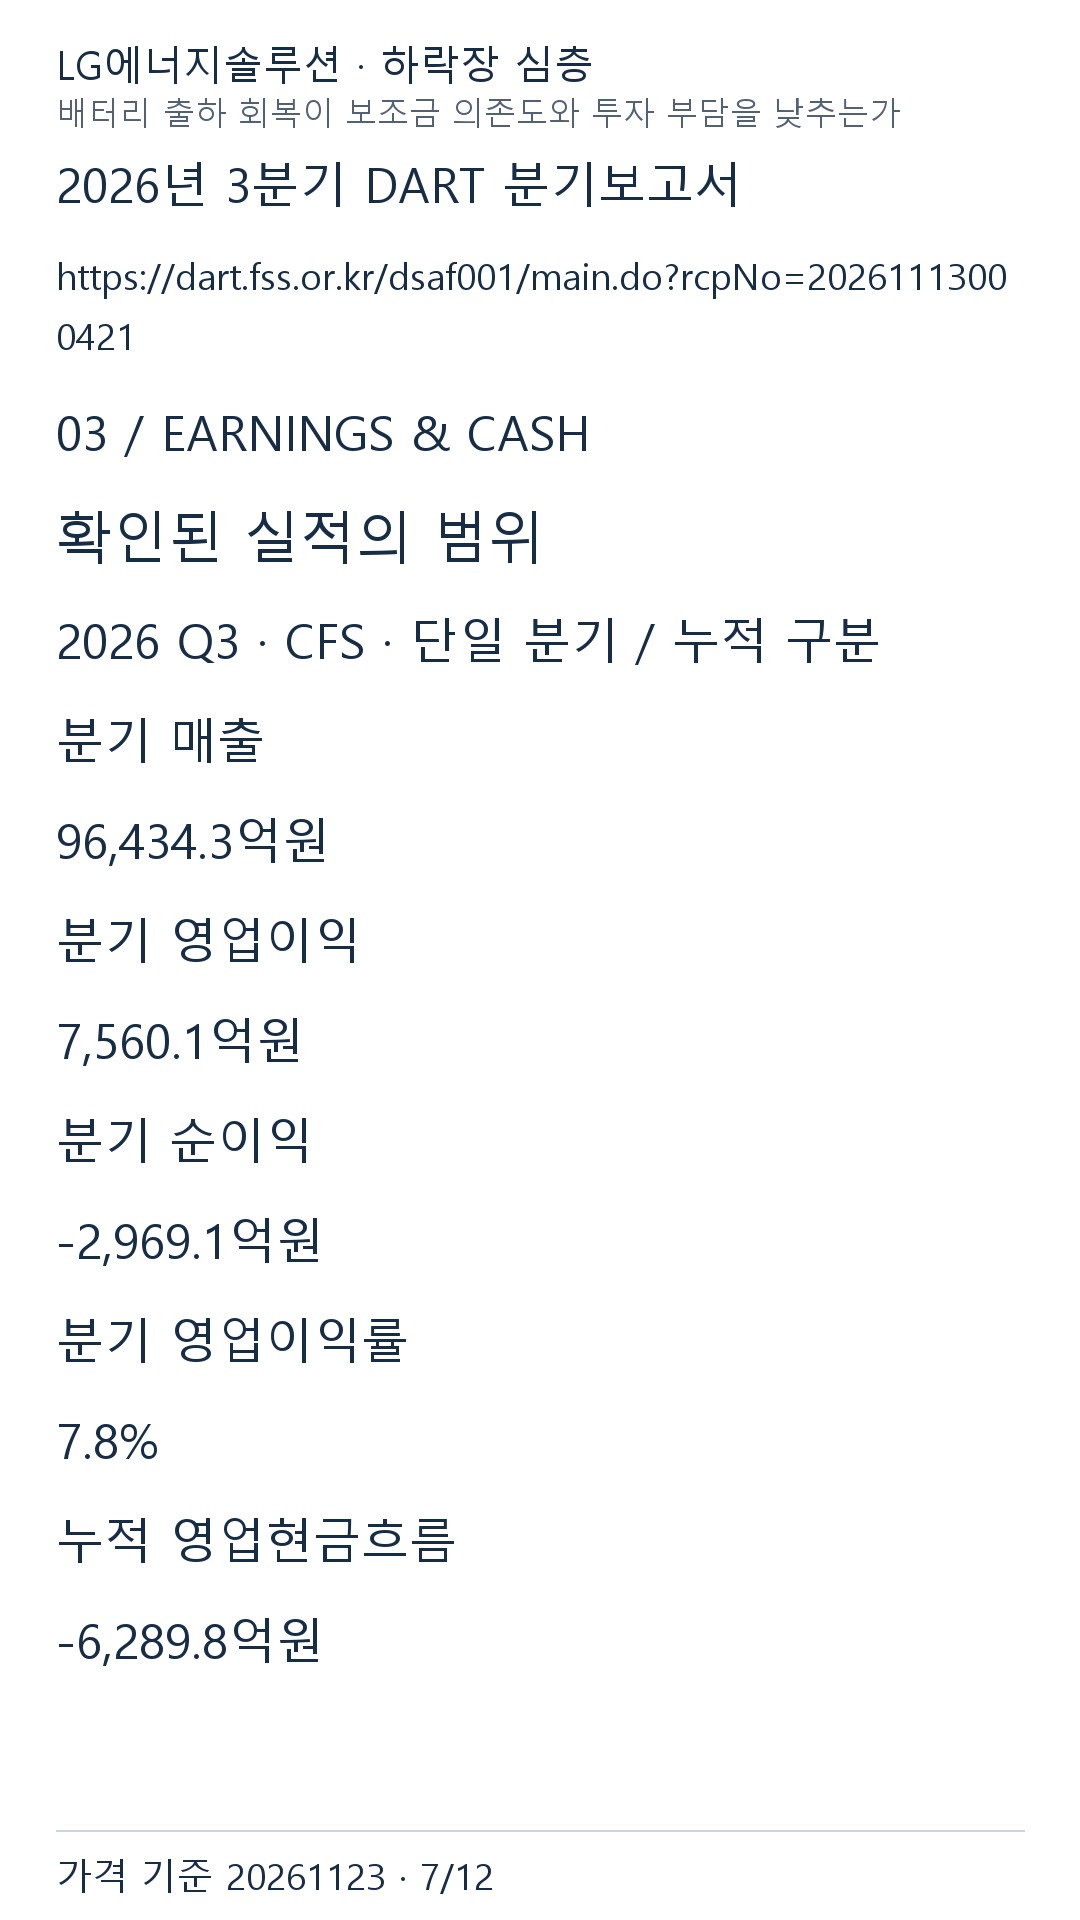 LG에너지솔루션 · 하락장 심층
배터리 출하 회복이 보조금 의존도와 투자 부담을 낮추는가
2026년 3분기 DART 분기보고서
https://dart.fss.or.kr/dsaf001/main.do?rcpNo=2026111300
0421
03 / EARNINGS & CASH
확인된 실적의 범위
2026 Q3 · CFS · 단일 분기 / 누적 구분
분기 매출
96,434.3억원
분기 영업이익
7,560.1억원
분기 순이익
-2,969.1억원
분기 영업이익률
7.8%
누적 영업현금흐름
-6,289.8억원
가격 기준 20261123 · 7/12